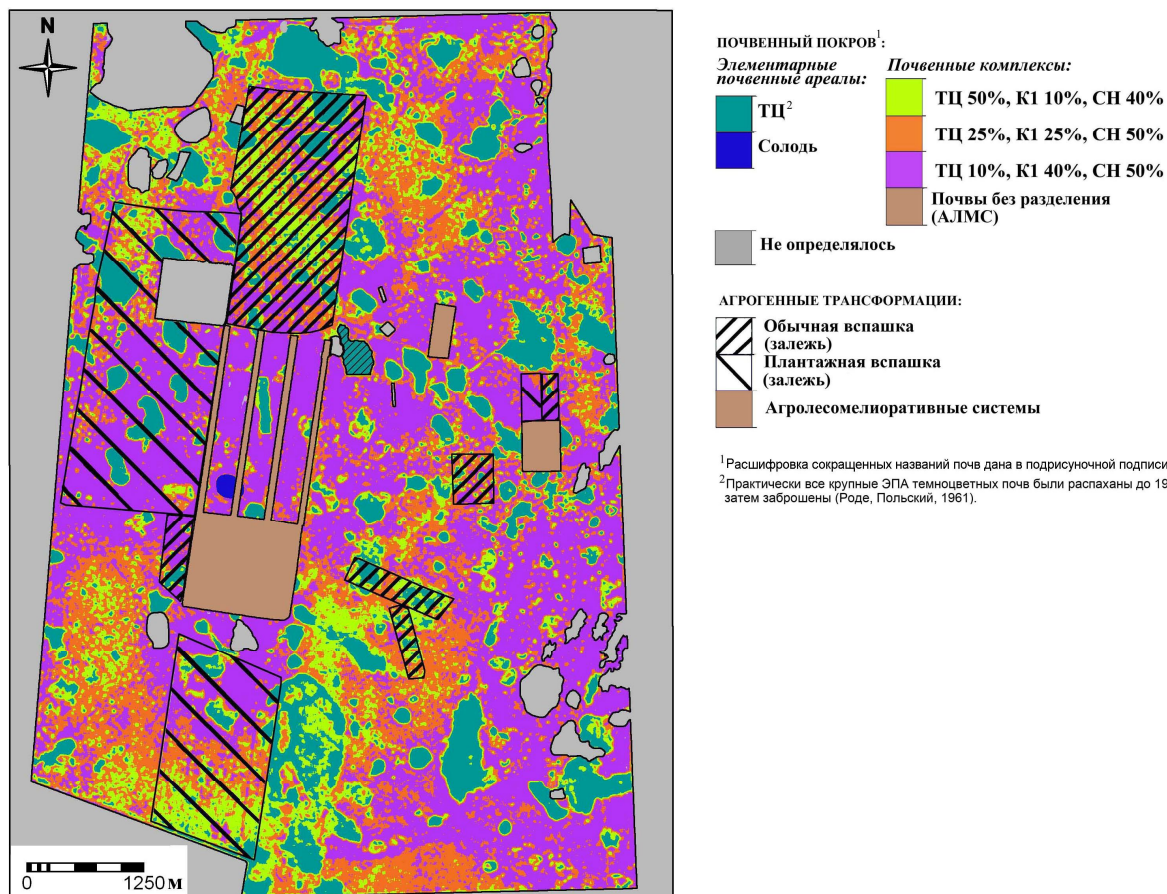 N
ПОЧВЕННЫЙ ПОКРОВ1:
Элементарные
почвенные ареалы:
ТЦ2
Солодь
Почвенные комплексы:
ТЦ 50%, К1 10%, СН 40%
ТЦ 25%, К1 25%, СН 50%
ТЦ 10%, К1 40%, СН 50%
Почвы без разделения
(АЛМС)
Не определялось
АГРОГЕННЫЕ ТРАНСФОРМАЦИИ:
Обычная вспашка
(залежь)
Плантажная вспашка
(залежь)
Агролесомелиоративные системы
1Расшифровка сокращенных названий почв дана в подрисуночной подписи
2Практически все крупные ЭПА темноцветных почв были распаханы до 19
затем заброшены (Роде, Польский, 1961).
0 1250 м